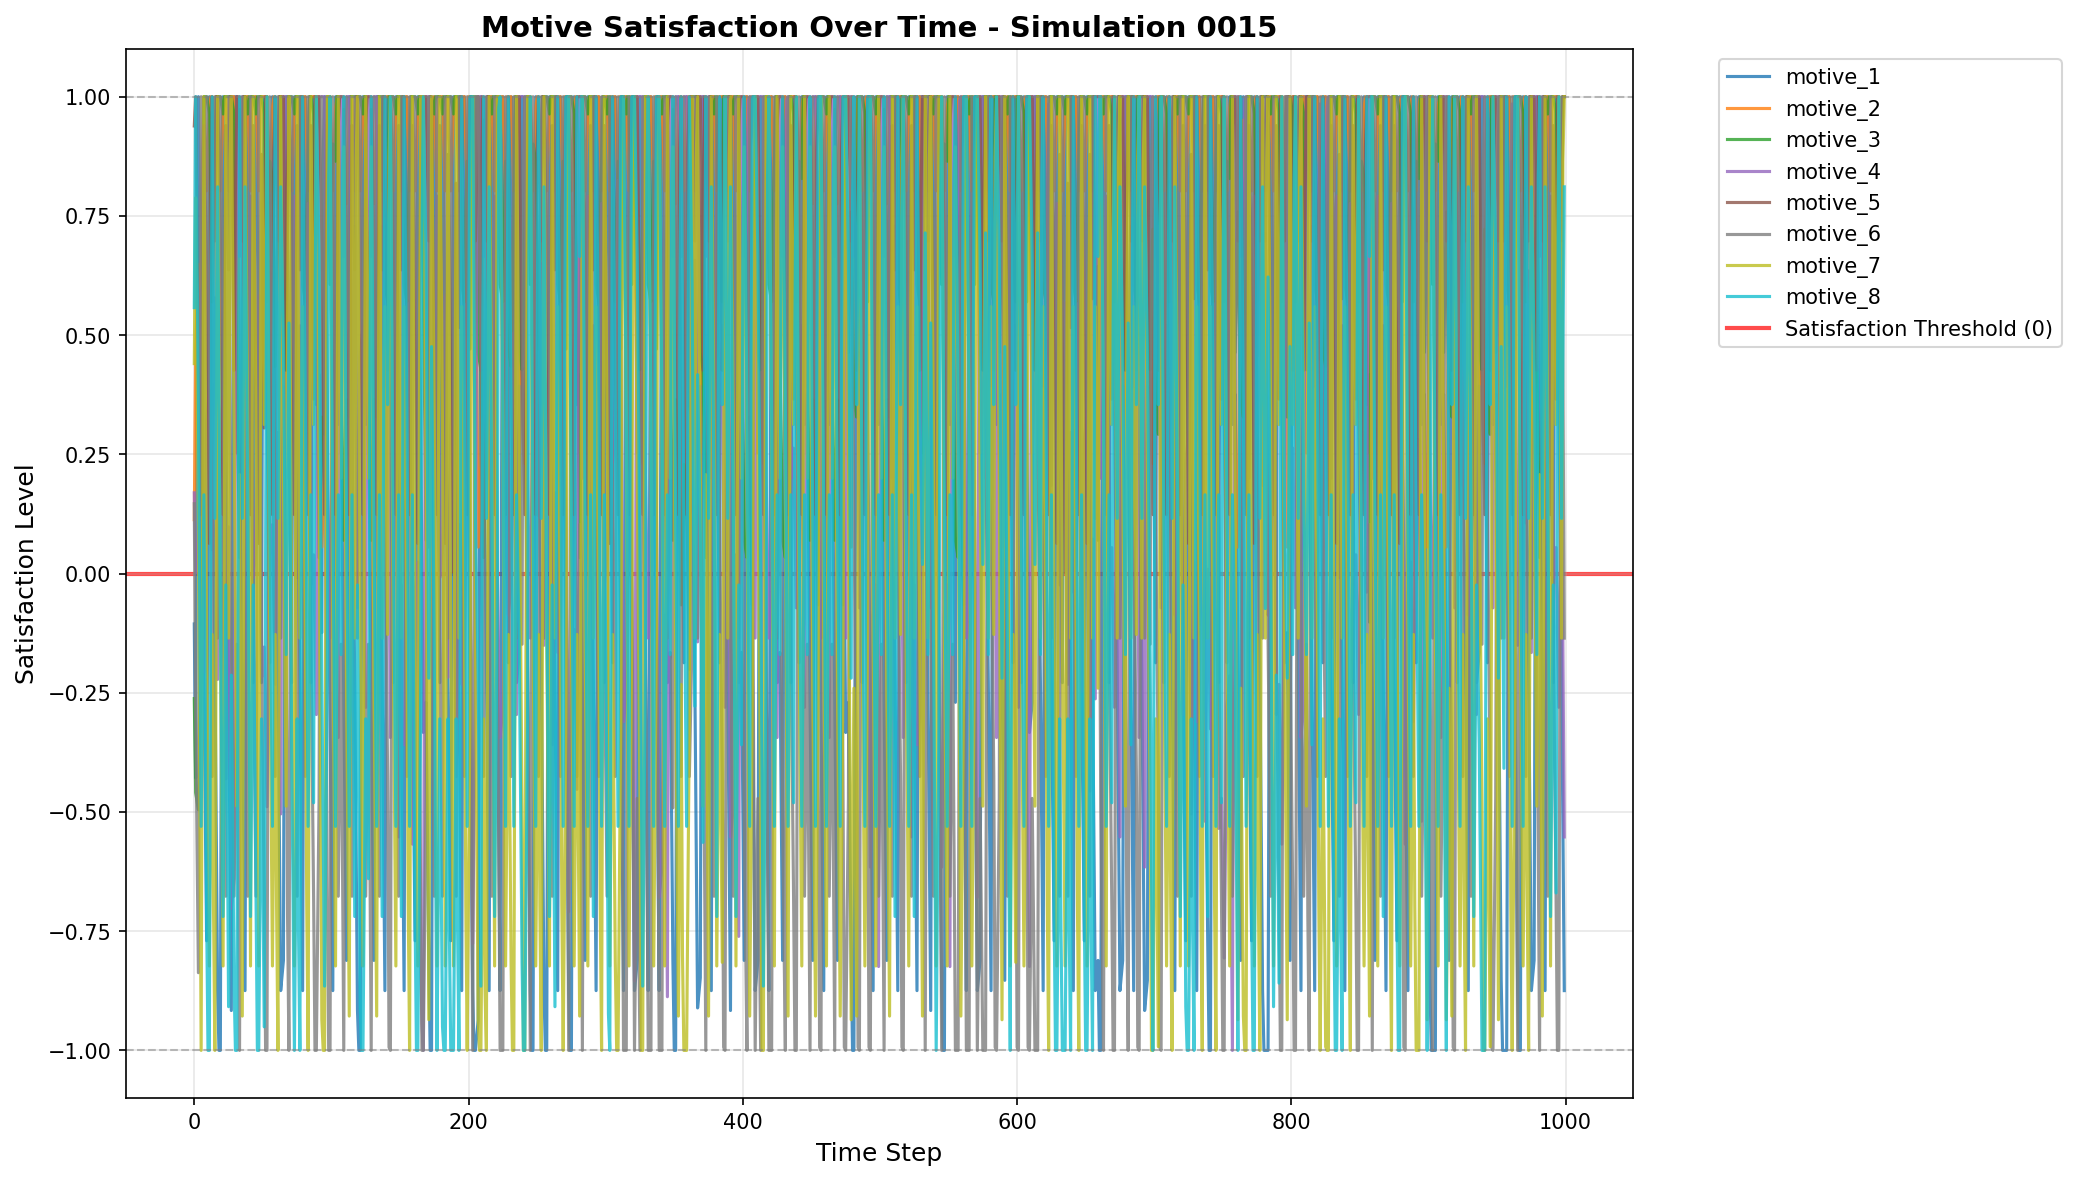 Motive Satisfaction Over Time - Simulation 0015
1.00
0.75
0.50
0.25
0.00
−0.25
−0.50
−0.75
−1.00
Satisfaction Level
0
200
400
600
800
1000
Time Step
motive_1
motive_2
motive_3
motive_4
motive_5
motive_6
motive_7
motive_8
Satisfaction Threshold (0)